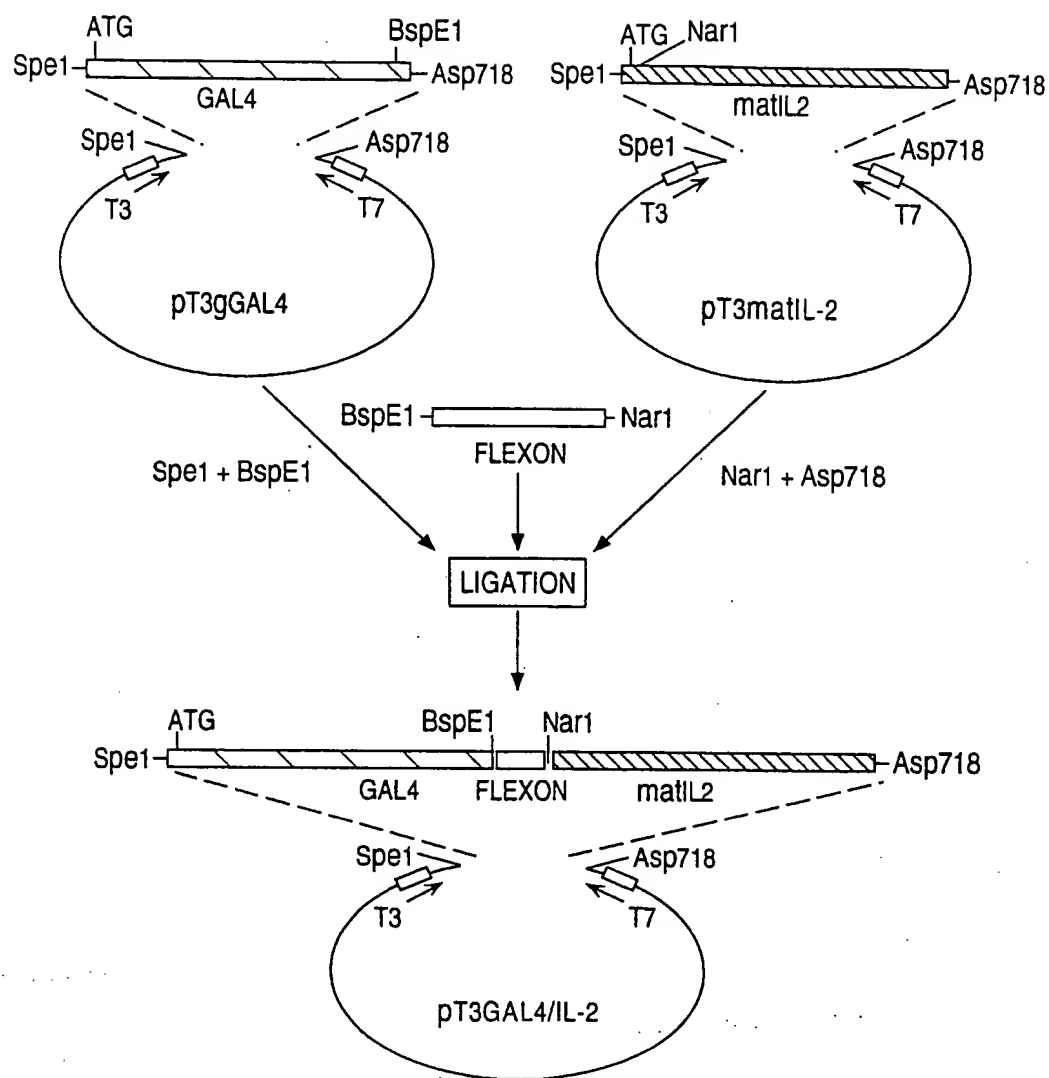 ATG
BspE1
Spe1
Asp718
GAL4
Spe1
Asp718
T3
T7
pT3gGAL4
ATG
Nar1
Spe1
Asp718
matIL2
Spe1
Asp718
T3
T7
pT3matIL-2
BspE1
Nar1
FLEXON
Spe1 + BspE1
Nar1 + Asp718
LIGATION
ATG
BspE1
Nar1
Spe1
Asp718
GAL4
FLEXON
matIL2
Spe1
Asp718
T3
T7
pT3GAL4/IL-2